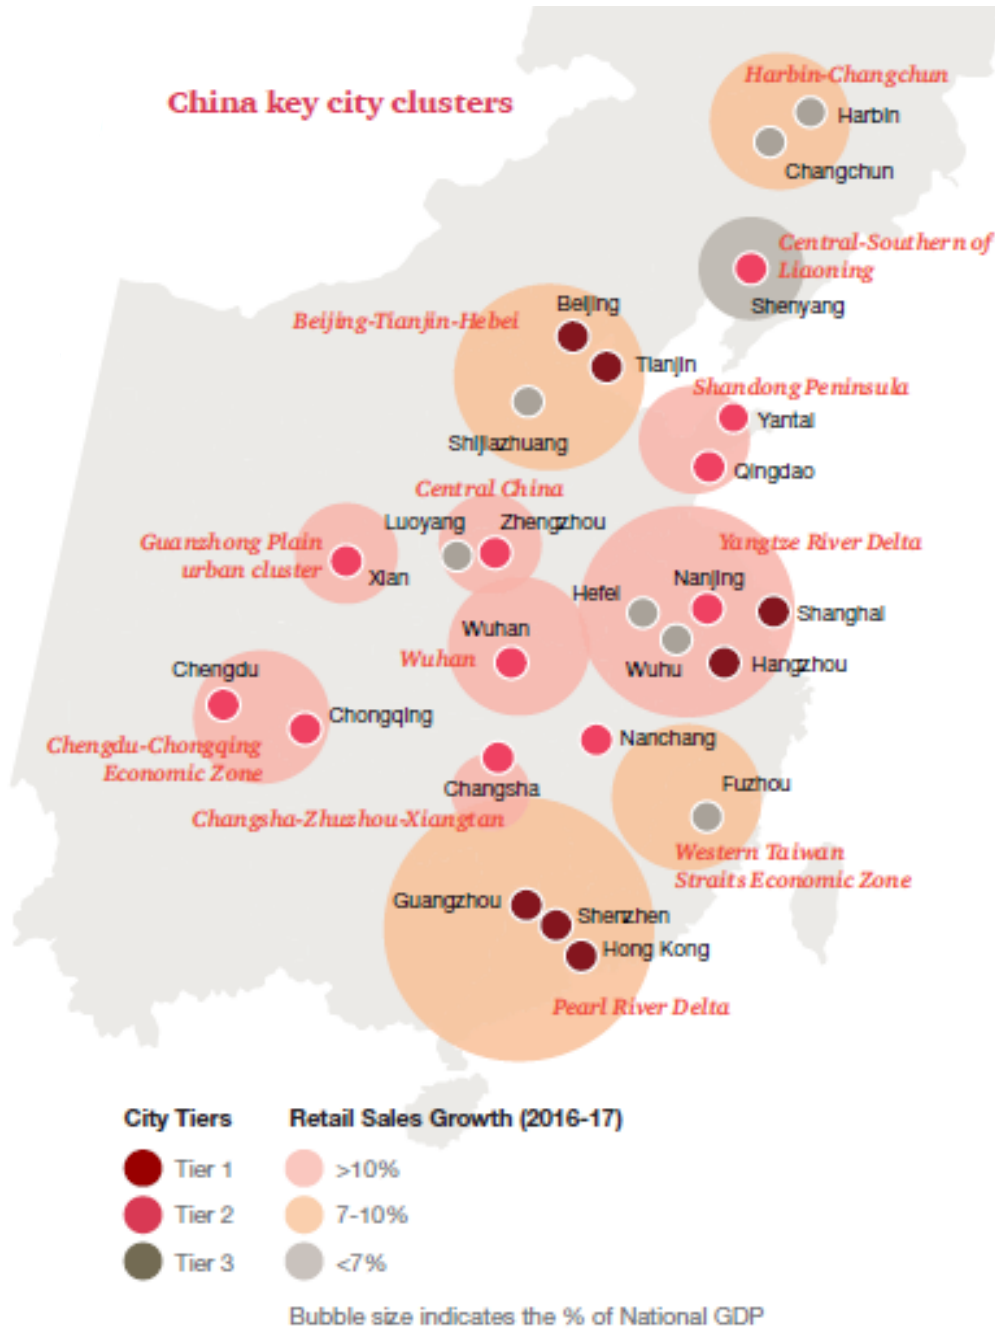 China key city clusters
Harbin-Changchun
Harbin
Changchun
Central-Southern of
Liaoning
Shenyang
Beijing-Tianjin-Hebei
Beijing
Tianjin
Shijiazhuang
Shandong Peninsula
Yantai
Qingdao
Central China
Luoyang
Zhengzhou
Guanzhong Plain
urban cluster
Xian
Yangtze River Delta
Nanjing
Hefei
Shanghai
Wuhu
Hangzhou
Wuhan
Wuhan
Chengdu
Chongqing
Chengdu-Chongqing
Economic Zone
Nanchang
Changsha
Changsha-Zhuzhou-Xiangtan
Fuzhou
Western Taiwan
Straits Economic Zone
Guangzhou
Shenzhen
Hong Kong
Pearl River Delta
City Tiers
Tier 1
Tier 2
Tier 3
Retail Sales Growth (2016-17)
>10%
7-10%
<7%
Bubble size indicates the % of National GDP